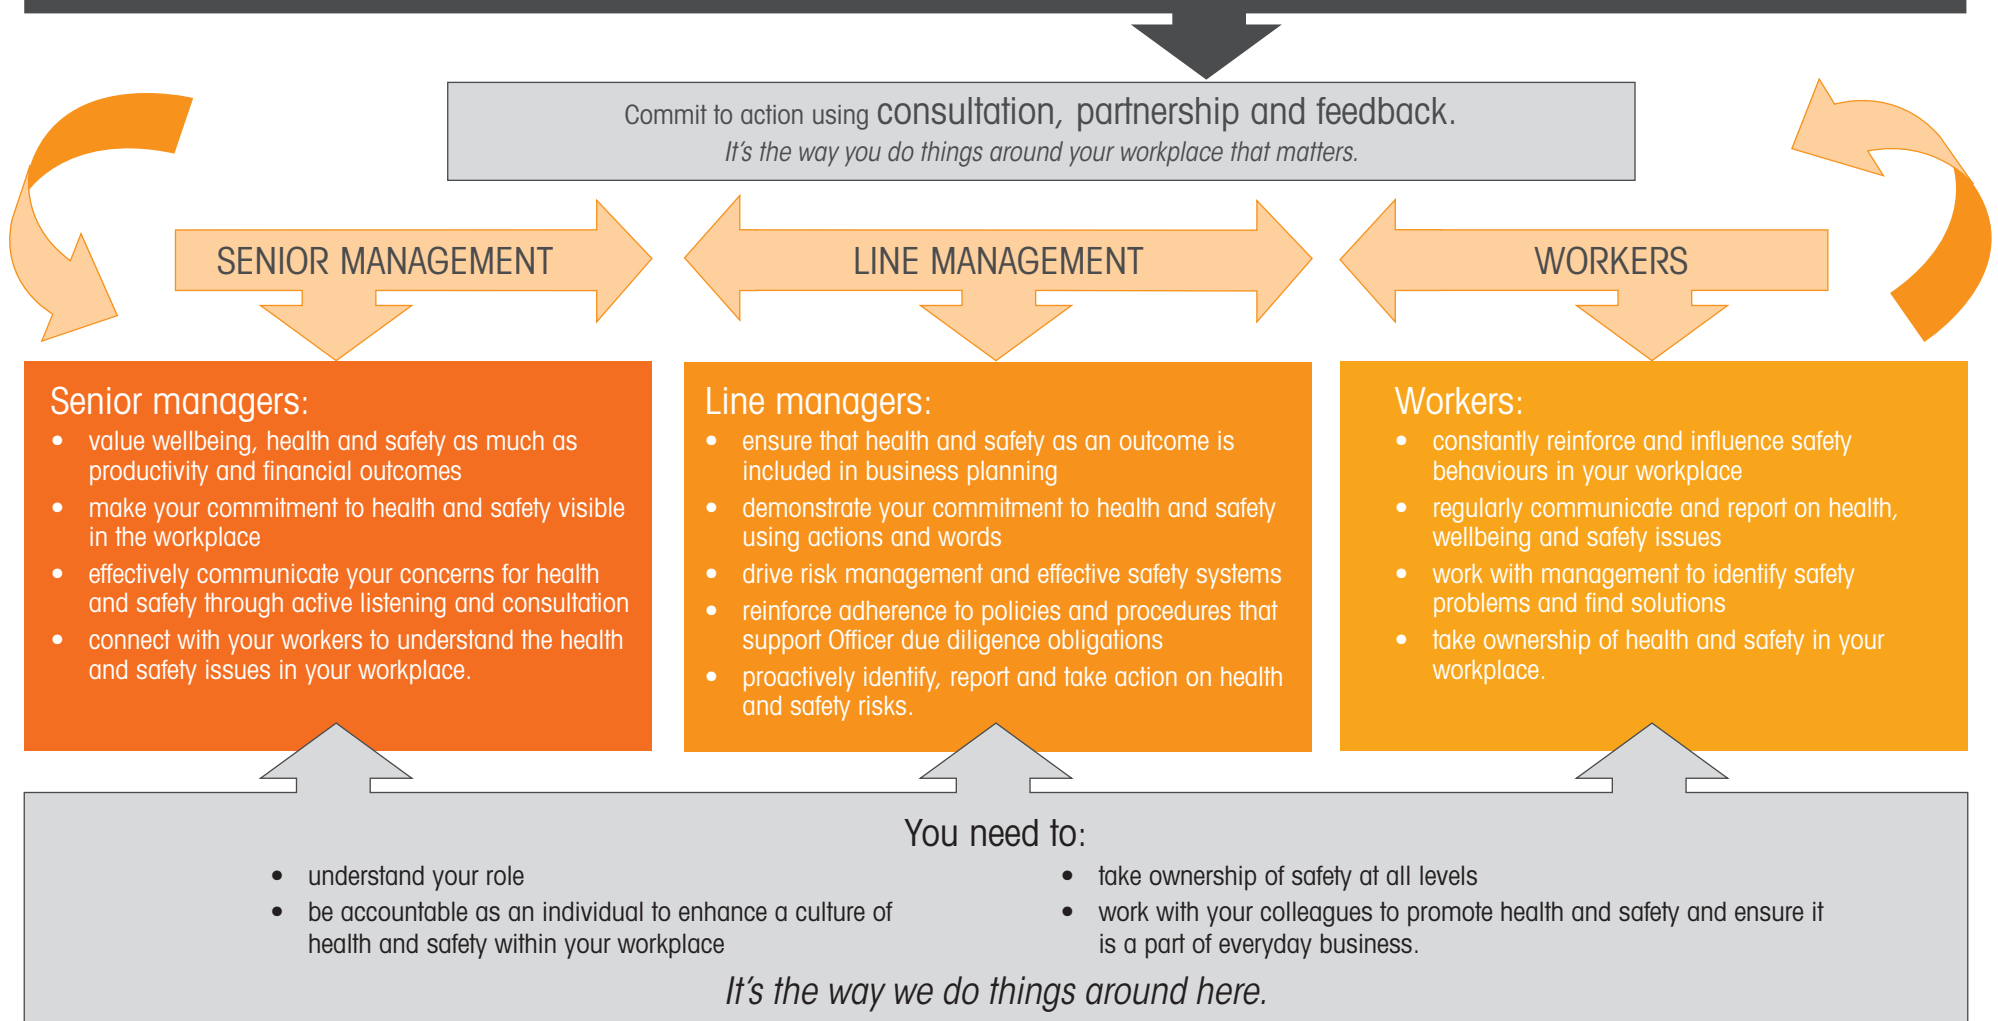 Commit to action using consultation, partnership and feedback.
It's the way you do things around your workplace that matters.
SENIOR MANAGEMENT
LINE MANAGEMENT
WORKERS
Senior managers:
• value wellbeing, health and safety as much as
productivity and financial outcomes
• make your commitment to health and safety visible
in the workplace
• effectively communicate your concerns for health
and safety through active listening and consultation
• connect with your workers to understand the health
and safety issues in your workplace.
Line managers:
• ensure that health and safety as an outcome is
included in business planning
• demonstrate your commitment to health and safety
using actions and words
• drive risk management and effective safety systems
• reinforce adherence to policies and procedures that
support Officer due diligence obligations
• proactively identify, report and take action on health
and safety risks.
Workers:
• constantly reinforce and influence safety
behaviours in your workplace
• regularly communicate and report on health,
wellbeing and safety issues
• work with management to identify safety
problems and find solutions
• take ownership of health and safety in your
workplace.
You need to:
• understand your role
• be accountable as an individual to enhance a culture of
health and safety within your workplace
• take ownership of safety at all levels
• work with your colleagues to promote health and safety and ensure it
is a part of everyday business.
It's the way we do things around here.